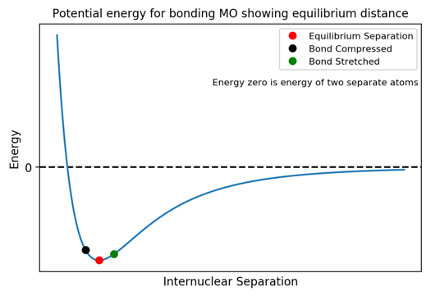 Potential energy for bonding MO showing equilibrium distance
Equilibrium Separation
Bond Compressed
Bond Stretched
Energy zero is energy of two separate atoms
Energy
0
Internuclear Separation